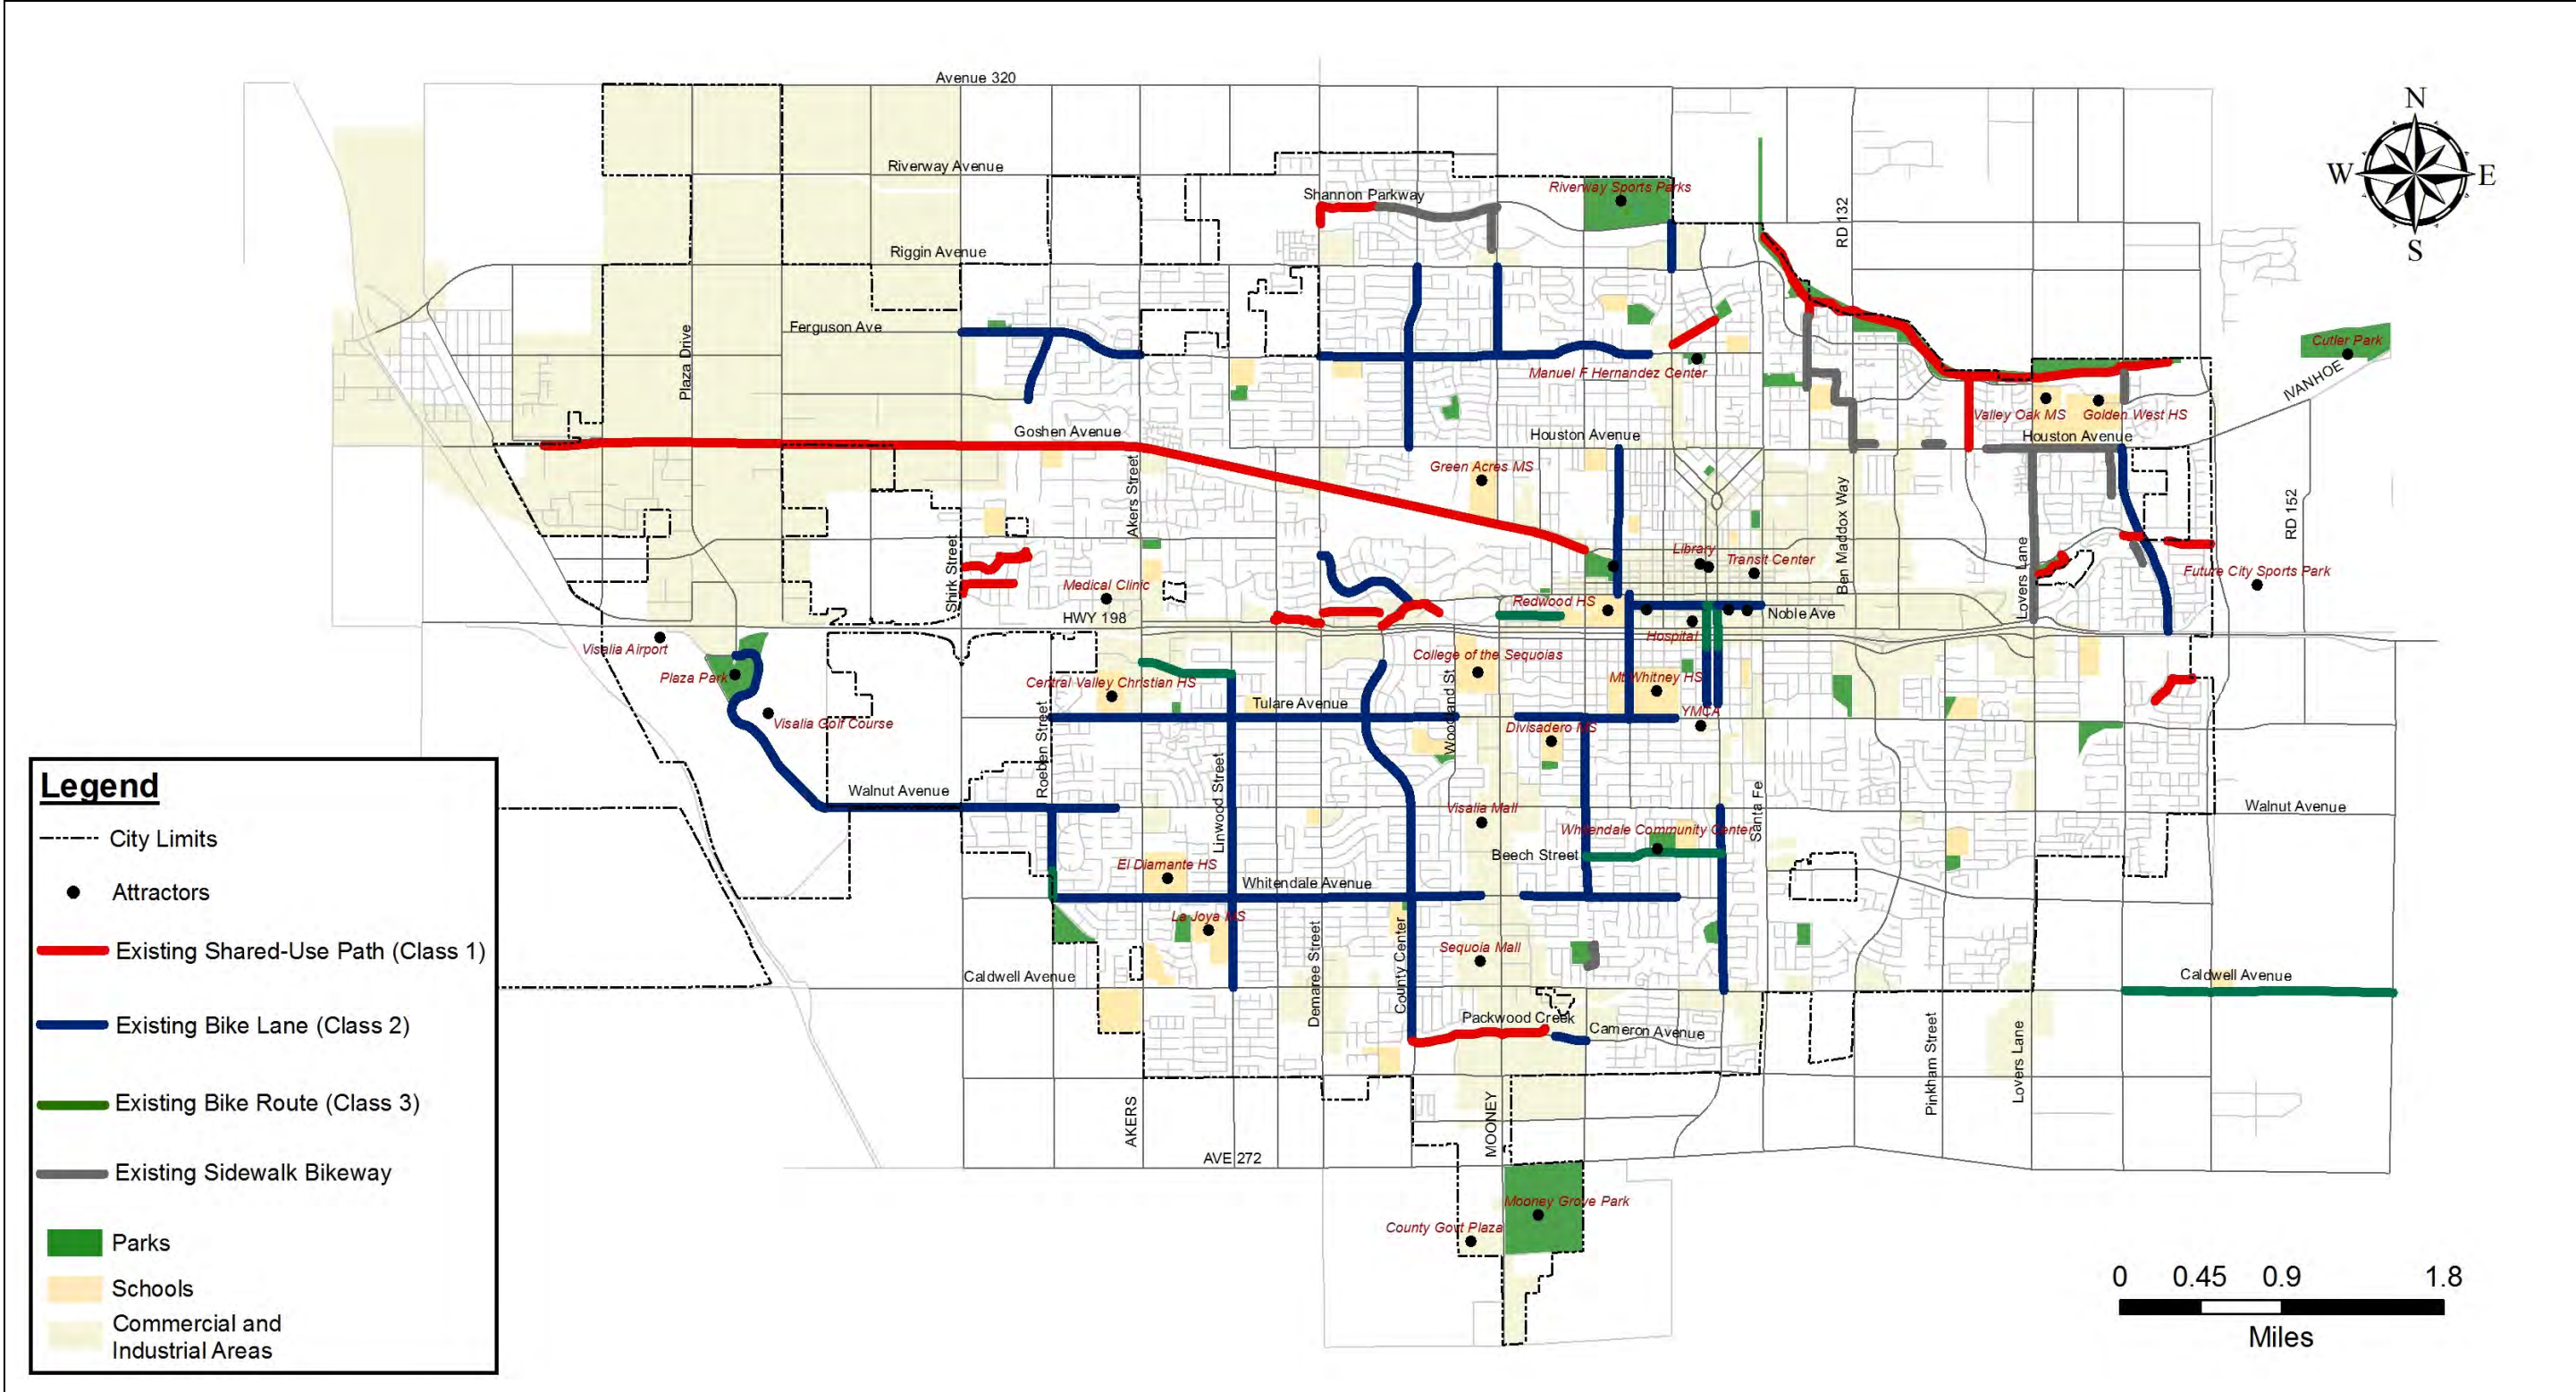 Avenue 320
N
Riverway Avenue
W
E
Riverway Sports Parks
Shannon Parkway
RD 132
S
Riggin Avenue
Ferguson Ave
Plaza Drive
Cutler Park
Manuel F Hernandez Center
IVANHOE
Valley Oak MS
Golden West HS
Goshen Avenue
Houston Avenue
Houston Avenue
Green Acres MS
Akers Street
Ben Maddox Way
RD 152
Library
Transit Center
Shirk Street
Lovers Lane
Future City Sports Park
Medical Clinic
Redwood HS
HWY 198
Noble Ave
Hospital
Visalia Airport
College of the Sequoias
Plaza Park
Central Valley Christian HS
Mt Whitney HS
Woodland St
Tulare Avenue
YMCA
Visalia Golf Course
Divisadero MS
Roeben Street
Linwood Street
Walnut Avenue
Visalia Mall
Walnut Avenue
Santa Fe
Whitendale Community Center
Beech Street
El Diamante HS
Whitendale Avenue
La Joya MS
Demaree Street
County Center
Sequoia Mall
Caldwell Avenue
Caldwell Avenue
Packwood Creek
Cameron Avenue
Pinkham Street
Lovers Lane
AKERS
MOONEY
AVE 272
Mooney Grove Park
County Govt Plaza
Legend
City Limits
Attractors
Existing Shared-Use Path (Class 1)
Existing Bike Lane (Class 2)
Existing Bike Route (Class 3)
Existing Sidewalk Bikeway
Parks
Schools
Commercial and
Industrial Areas
0 0.45 0.9 1.8
Miles